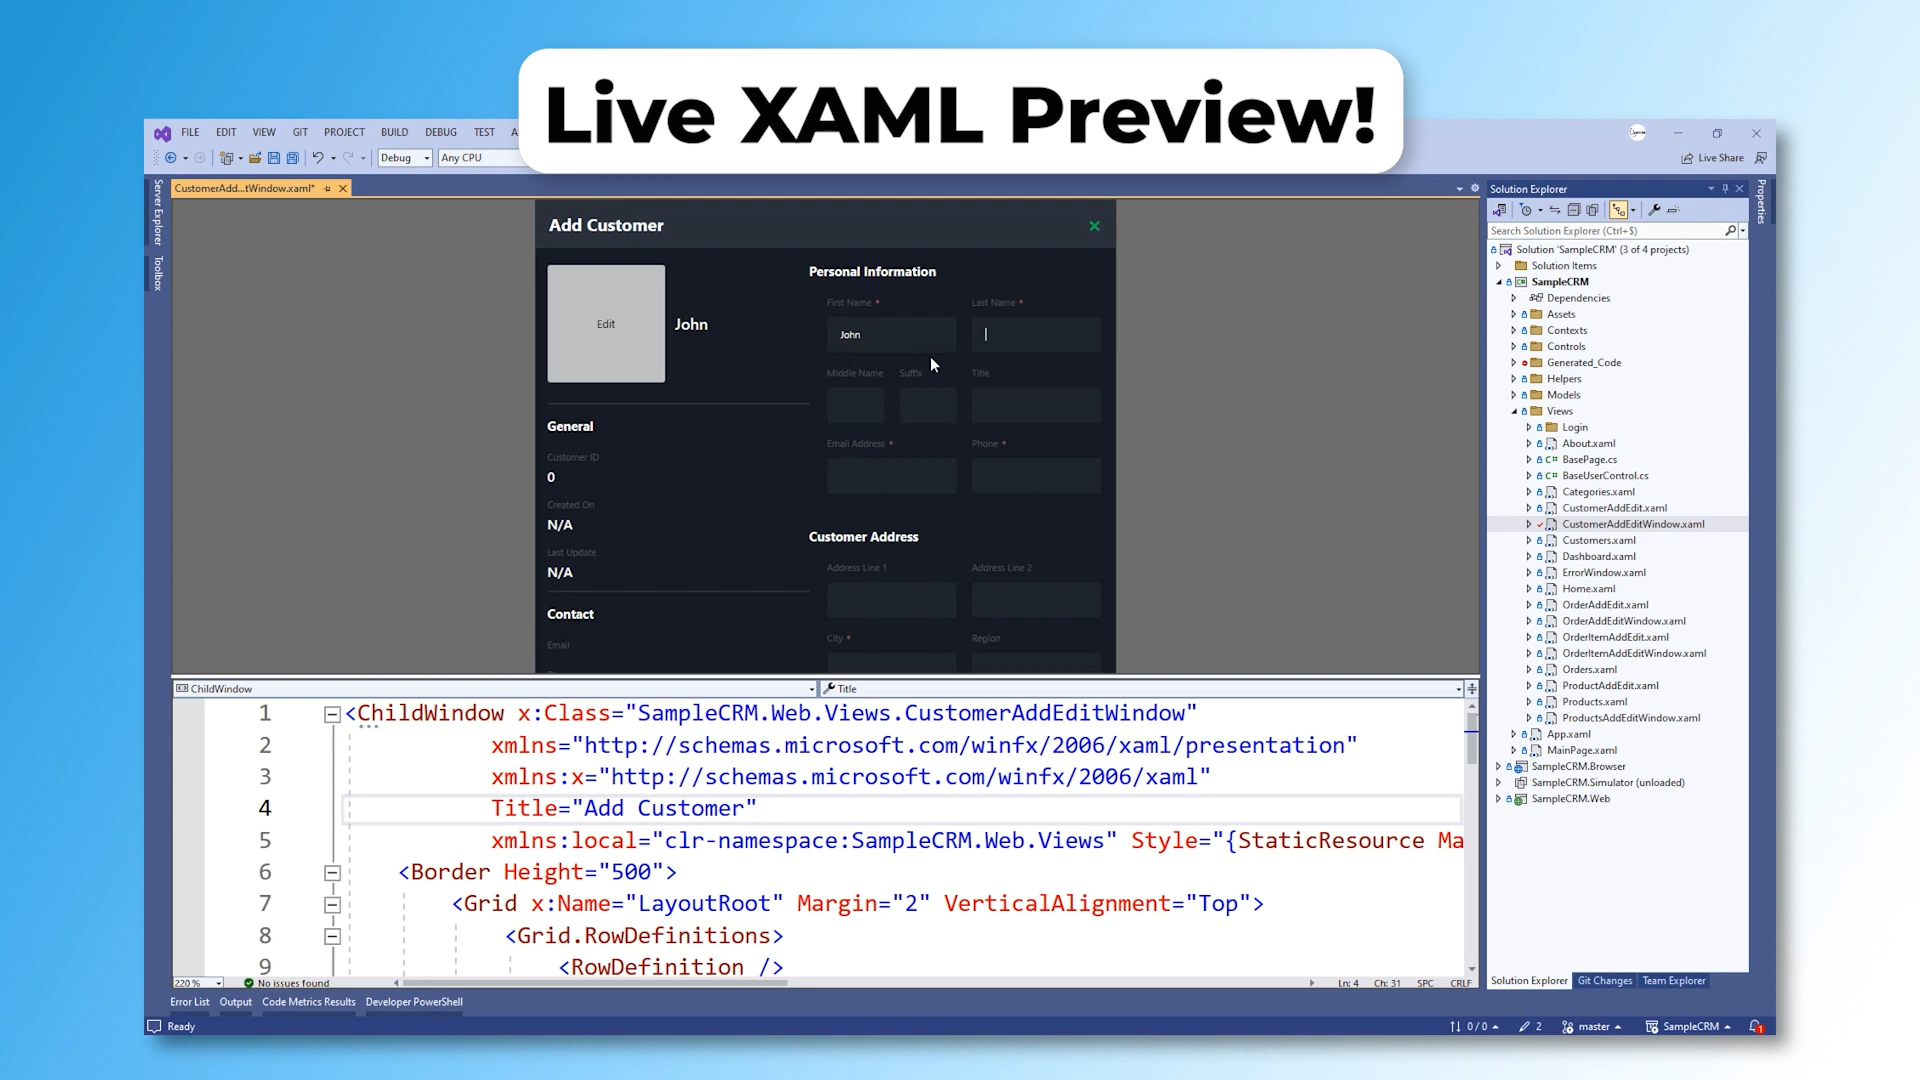 Live XAML Preview!
FILE EDIT VIEW GIT PROJECT BUILD DEBUG TEST A
Debug Any CPU
Live Share
Server Explorer
Toolbox
CustomerAdd...tWindow.xaml*
Add Customer
Edit
John
Personal Information
First Name * Last Name *
John
Middle Name Suffix Title
Email Address * Phone *
General
Customer ID
0
Created On
N/A
Last Update
N/A
Contact
Email
Customer Address
Address Line 1 Address Line 2
City * Region
ChildWindow Title
1 <ChildWindow x:Class="SampleCRM.Web.Views.CustomerAddEditWindow"
2 xmlns="http://schemas.microsoft.com/winfx/2006/xaml/presentation"
3 xmlns:x="http://schemas.microsoft.com/winfx/2006/xaml"
4 Title="Add Customer"
5 xmlns:local="clr-namespace:SampleCRM.Web.Views" Style="{StaticResource Ma
6 <Border Height="500">
7 <Grid x:Name="LayoutRoot" Margin="2" VerticalAlignment="Top">
8 <Grid.RowDefinitions>
9 <RowDefinition />
220 % No issues found Ln: 4 Ch: 31 SPC CRLF
Error List Output Code Metrics Results Developer PowerShell
Ready
0 / 0 2 master SampleCRM 1
Solution Explorer
Search Solution Explorer (Ctrl+$)
Solution 'SampleCRM' (3 of 4 projects)
Solution Items
SampleCRM
Dependencies
Assets
Contexts
Controls
Generated_Code
Helpers
Models
Views
Login
About.xaml
C# BasePage.cs
C# BaseUserControl.cs
Categories.xaml
CustomerAddEdit.xaml
CustomerAddEditWindow.xaml
Customers.xaml
Dashboard.xaml
ErrorWindow.xaml
Home.xaml
OrderAddEdit.xaml
OrderAddEditWindow.xaml
OrderItemAddEdit.xaml
OrderItemAddEditWindow.xaml
Orders.xaml
ProductAddEdit.xaml
Products.xaml
ProductsAddEditWindow.xaml
App.xaml
MainPage.xaml
SampleCRM.Browser
SampleCRM.Simulator (unloaded)
SampleCRM.Web
Solution Explorer Git Changes Team Explorer
Properties